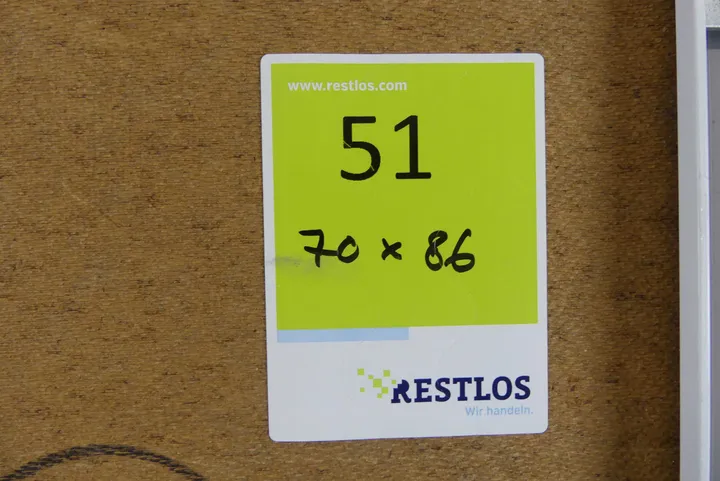 www.restlos.com
51
70 x 86
RESTLOS
Wir handeln.